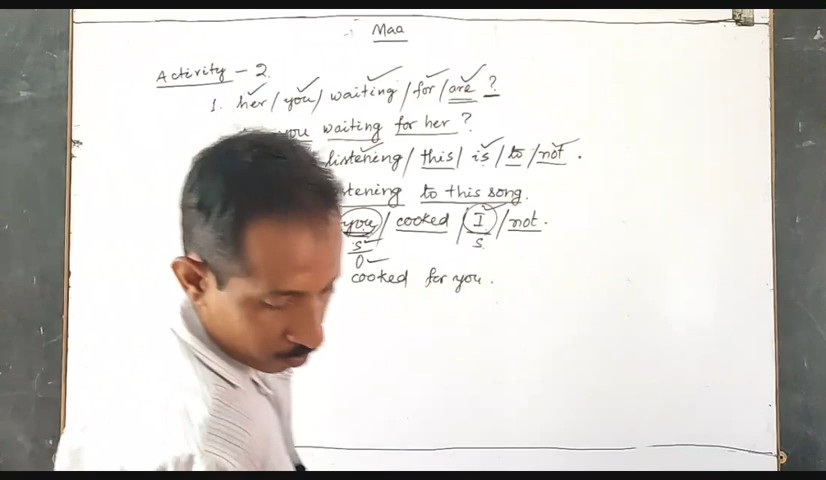 Maa
Activity - 2.
1. her / you / waiting / for / are ?
you waiting for her ?
listening / this / is / to / not .
stening to this song.
you / cooked / I / not .
S S
O
cooked for you .